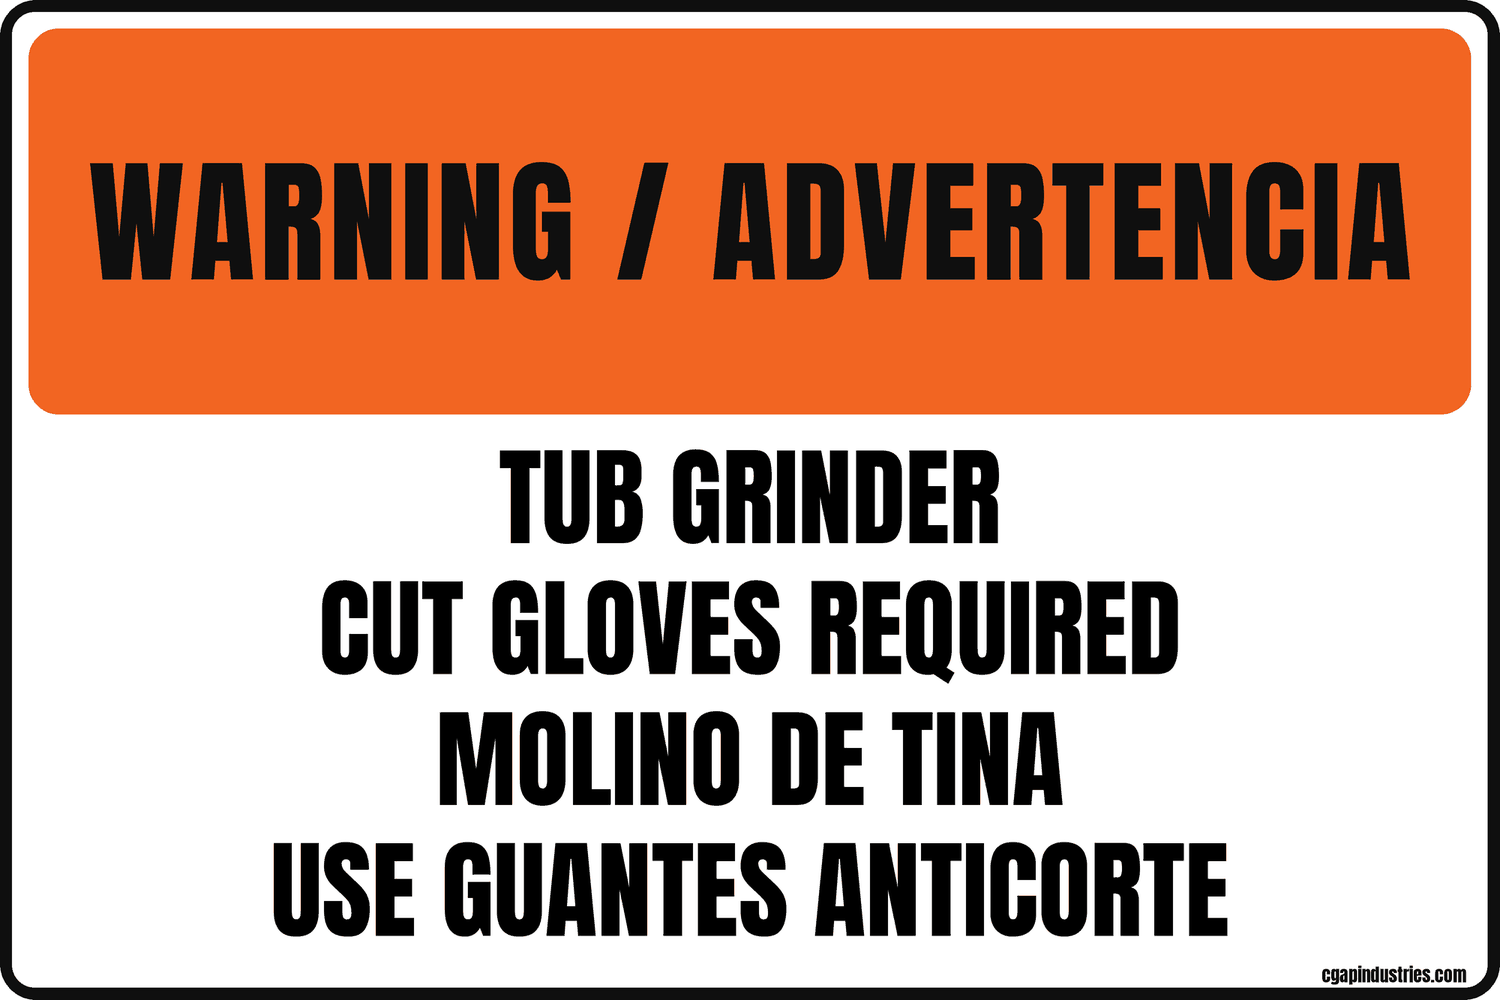 WARNING / ADVERTENCIA
TUB GRINDER
CUT GLOVES REQUIRED
MOLINO DE TINA
USE GUANTES ANTICORTE
cgapindustries.com